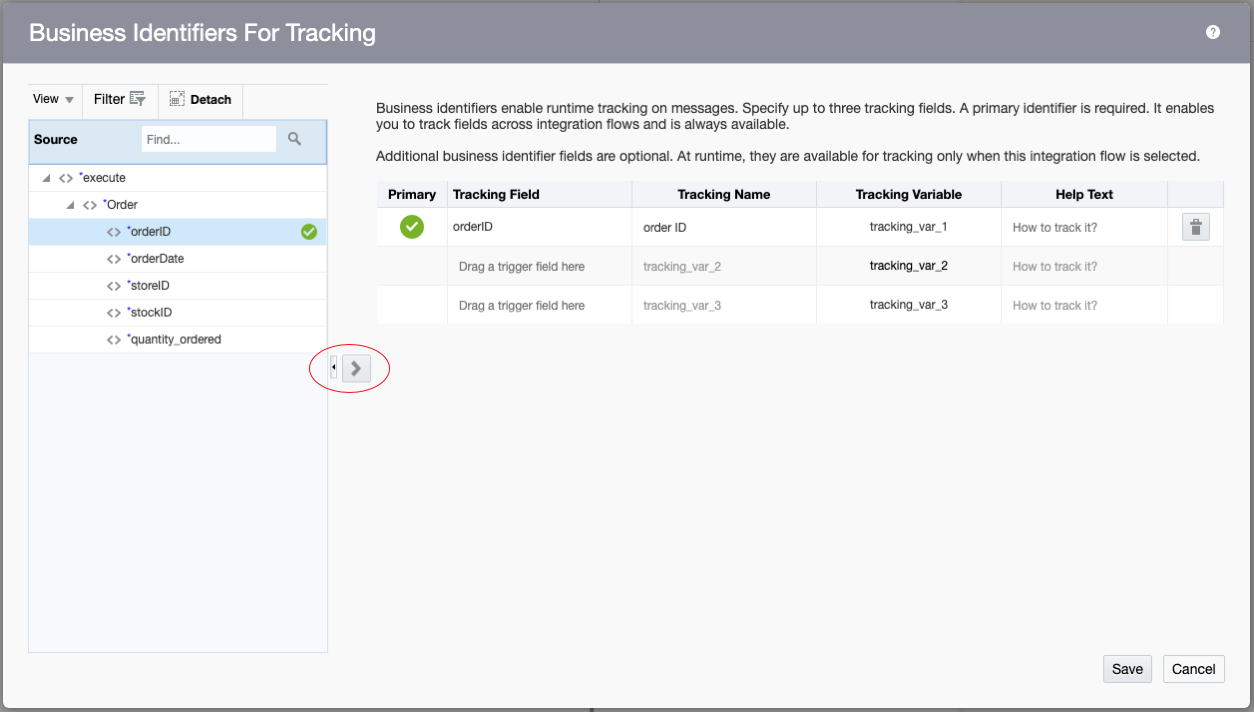 Business Identifiers For Tracking
View
Filter
Detach
Source
Find...
*execute
*Order
*orderID
*orderDate
*storeID
*stockID
*quantity_ordered
Business identifiers enable runtime tracking on messages. Specify up to three tracking fields. A primary identifier is required. It enables
you to track fields across integration flows and is always available.
Additional business identifier fields are optional. At runtime, they are available for tracking only when this integration flow is selected.
Primary Tracking Field Tracking Name Tracking Variable Help Text
orderID order ID tracking_var_1 How to track it?
Drag a trigger field here tracking_var_2 tracking_var_2 How to track it?
Drag a trigger field here tracking_var_3 tracking_var_3 How to track it?
Save Cancel